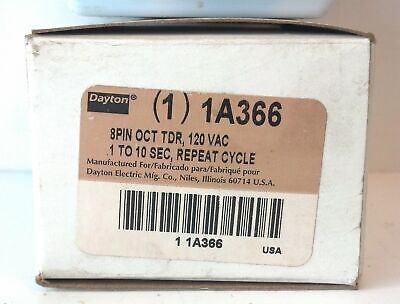 Dayton® (1) 1A366
8PIN OCT TDR, 120 VAC
.1 TO 10 SEC, REPEAT CYCLE
Manufactured For/Fabricado para/Fabriqué pour
Dayton Electric Mfg. Co., Niles, Illinois 60714 U.S.A.
1 1A366
USA